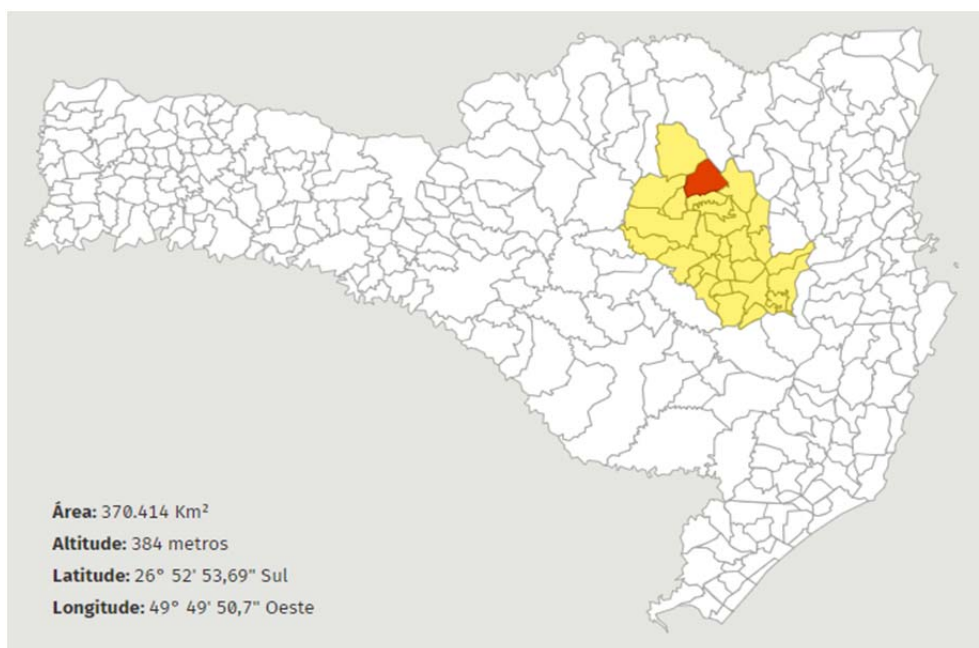 Área: 370.414 Km²
Altitude: 384 metros
Latitude: 26° 52' 53,69" Sul
Longitude: 49° 49' 50,7" Oeste